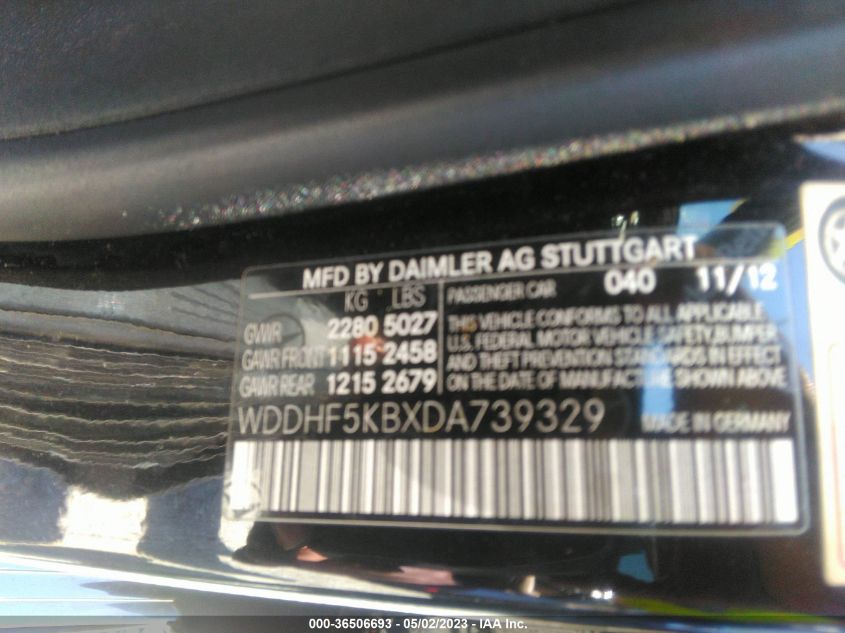 MFD BY DAIMLER AG STUTTGART
KG LBS
GVWR 2280 5027
GAWR FRONT 1115 2458
GAWR REAR 1215 2679
PASSENGER CAR 040 11/12
THIS VEHICLE CONFORMS TO ALL APPLICABLE
U.S. FEDERAL MOTOR VEHICLE SAFETY,BUMPER
AND THEFT PREVENTION STANDARDS IN EFFECT
ON THE DATE OF MANUFACTURE SHOWN ABOVE
WDDHF5KBXDA739329 MADE IN GERMANY
000-36506693 - 05/02/2023 - IAA Inc.